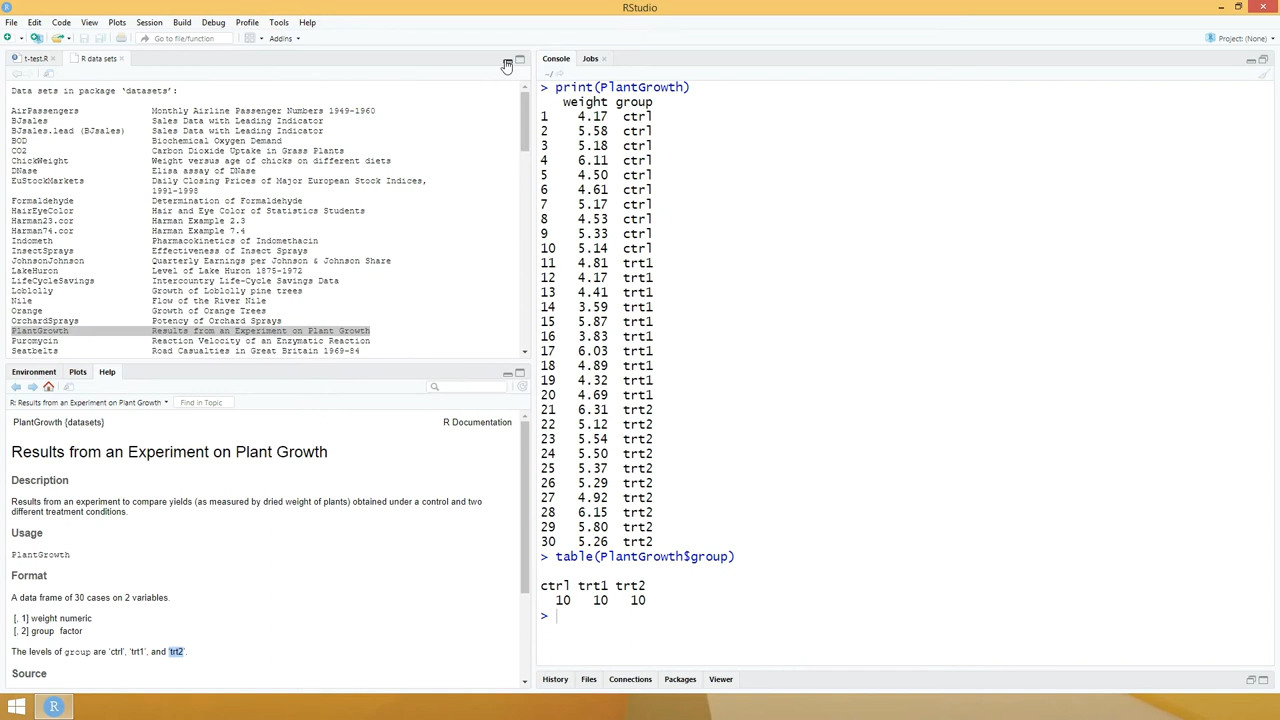 RStudio
File Edit Code View Plots Session Build Debug Profile Tools Help
Go to file/function Addins Project: (None)
t-test.R R data sets
Data sets in package ‘datasets’:
AirPassengers Monthly Airline Passenger Numbers 1949-1960
BJsales Sales Data with Leading Indicator
BJsales.lead (BJsales) Sales Data with Leading Indicator
BOD Biochemical Oxygen Demand
CO2 Carbon Dioxide Uptake in Grass Plants
ChickWeight Weight versus age of chicks on different diets
DNase Elisa assay of DNase
EuStockMarkets Daily Closing Prices of Major European Stock Indices,
1991-1998
Formaldehyde Determination of Formaldehyde
HairEyeColor Hair and Eye Color of Statistics Students
Harman23.cor Harman Example 2.3
Harman74.cor Harman Example 7.4
Indometh Pharmacokinetics of Indomethacin
InsectSprays Effectiveness of Insect Sprays
JohnsonJohnson Quarterly Earnings per Johnson & Johnson Share
LakeHuron Level of Lake Huron 1875-1972
LifeCycleSavings Intercountry Life-Cycle Savings Data
Loblolly Growth of Loblolly pine trees
Nile Flow of the River Nile
Orange Growth of Orange Trees
OrchardSprays Potency of Orchard Sprays
PlantGrowth Results from an Experiment on Plant Growth
Puromycin Reaction Velocity of an Enzymatic Reaction
Seatbelts Road Casualties in Great Britain 1969-84
Environment Plots Help
R: Results from an Experiment on Plant Growth Find in Topic
PlantGrowth {datasets} R Documentation
Results from an Experiment on Plant Growth
Description
Results from an experiment to compare yields (as measured by dried weight of plants) obtained under a control and two
different treatment conditions.
Usage
PlantGrowth
Format
A data frame of 30 cases on 2 variables.
[, 1] weight numeric
[, 2] group factor
The levels of group are ‘ctrl’, ‘trt1’, and ‘trt2’.
Source
Console Jobs
~/
> print(PlantGrowth)
weight group
1 4.17 ctrl
2 5.58 ctrl
3 5.18 ctrl
4 6.11 ctrl
5 4.50 ctrl
6 4.61 ctrl
7 5.17 ctrl
8 4.53 ctrl
9 5.33 ctrl
10 5.14 ctrl
11 4.81 trt1
12 4.17 trt1
13 4.41 trt1
14 3.59 trt1
15 5.87 trt1
16 3.83 trt1
17 6.03 trt1
18 4.89 trt1
19 4.32 trt1
20 4.69 trt1
21 6.31 trt2
22 5.12 trt2
23 5.54 trt2
24 5.50 trt2
25 5.37 trt2
26 5.29 trt2
27 4.92 trt2
28 6.15 trt2
29 5.80 trt2
30 5.26 trt2
> table(PlantGrowth$group)
ctrl trt1 trt2
10 10 10
>
History Files Connections Packages Viewer
R